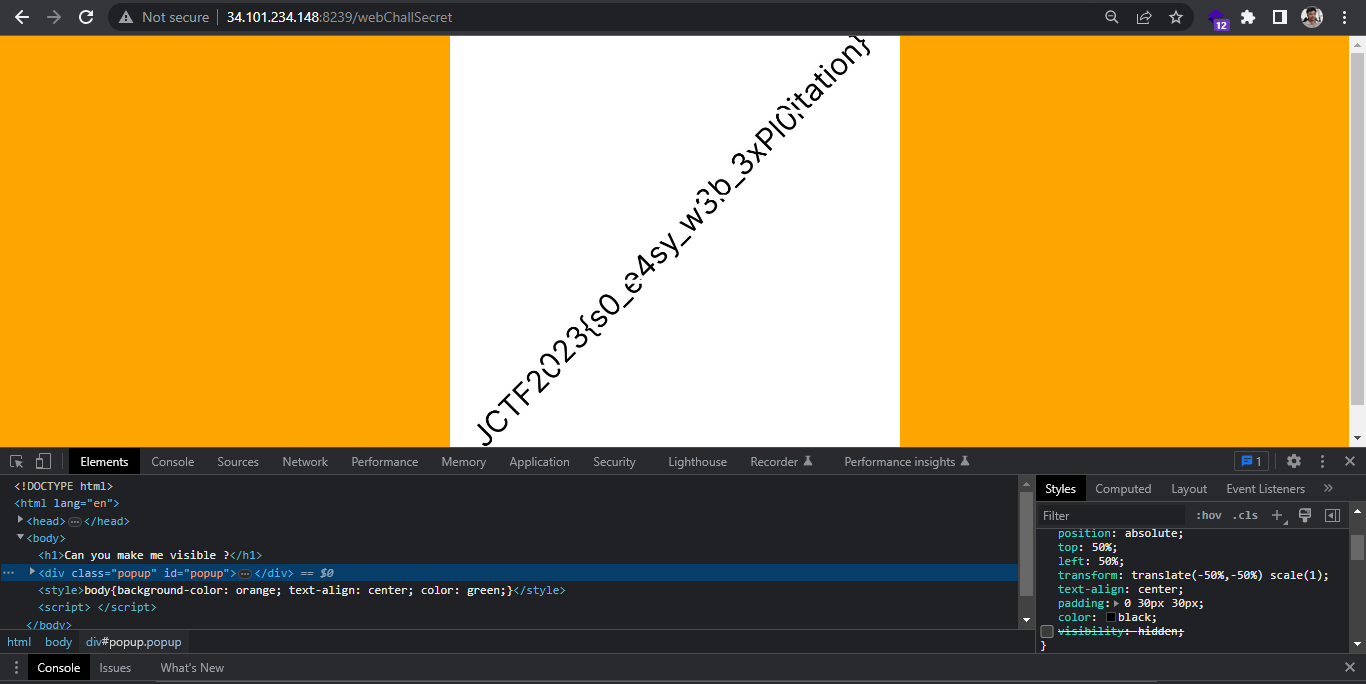 Not secure 34.101.234.148:8239/webChallSecret
12
JCTF2023{s0_e4sy_w3b_3xPl0itation}
Elements Console Sources Network Performance Memory Application Security Lighthouse Recorder Performance insights 1
<!DOCTYPE html>
<html lang="en">
<head> … </head>
<body>
<h1>Can you make me visible ?</h1>
… <div class="popup" id="popup"> … </div> == $0
<style>body{background-color: orange; text-align: center; color: green;}</style>
<script> </script>
</body>
html body div#popup.popup
Styles Computed Layout Event Listeners »
Filter :hov .cls +
position: absolute;
top: 50%;
left: 50%;
transform: translate(-50%,-50%) scale(1);
text-align: center;
padding: 0 30px 30px;
color: black;
visibility: hidden;
}
Console Issues What's New